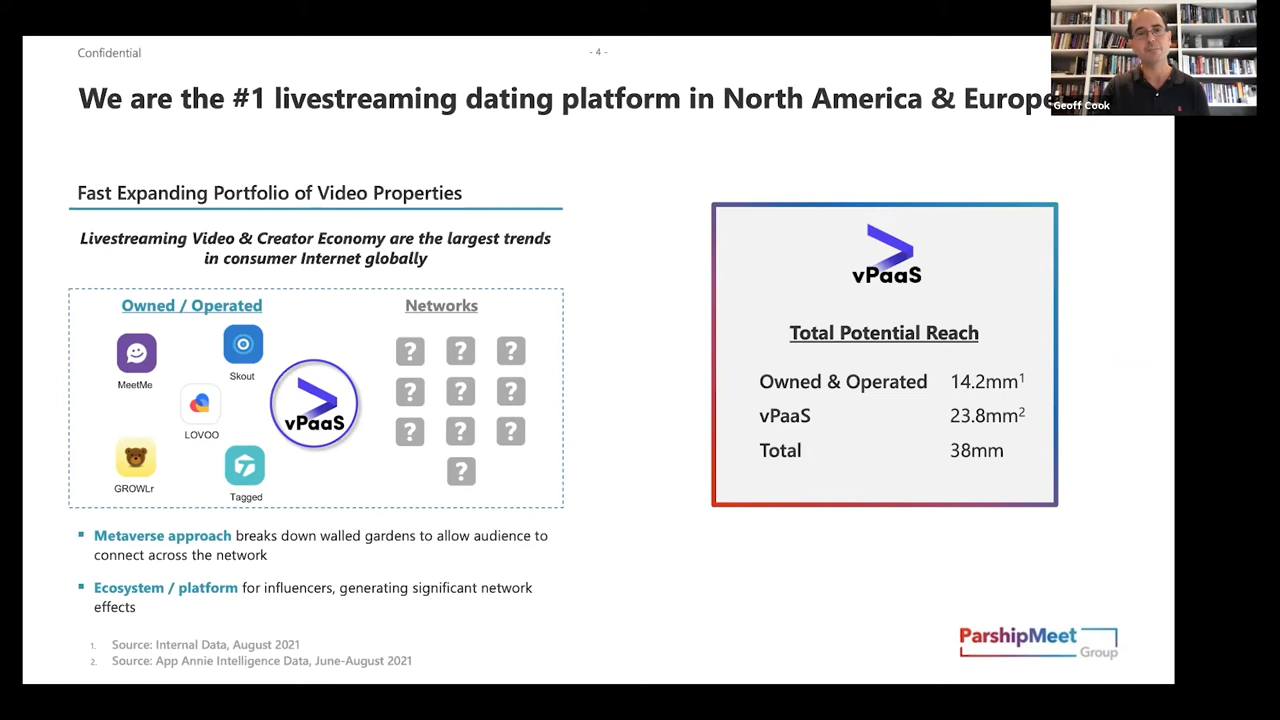 Confidential
- 4 -
We are the #1 livestreaming dating platform in North America & Europe
Geoff Cook
Fast Expanding Portfolio of Video Properties
Livestreaming Video & Creator Economy are the largest trends
in consumer Internet globally
Owned / Operated
Networks
MeetMe
Skout
LOVOO
vPaaS
GROWLr
Tagged
? ? ?
? ? ?
? ? ?
?
Metaverse approach breaks down walled gardens to allow audience to
connect across the network
Ecosystem / platform for influencers, generating significant network
effects
1. Source: Internal Data, August 2021
2. Source: App Annie Intelligence Data, June-August 2021
vPaaS
Total Potential Reach
Owned & Operated 14.2mm¹
vPaaS 23.8mm²
Total 38mm
ParshipMeet
Group